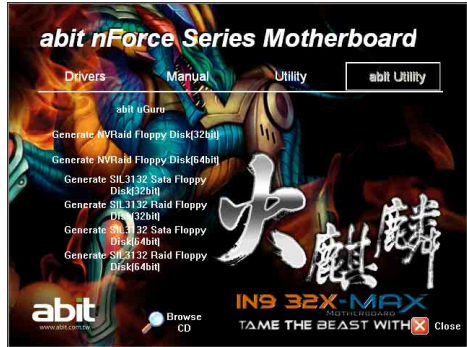 abit nForce Series Motherboard
Drivers Manual Utility abit Utility
abit uGuru
Generate NVRaid Floppy Disk[32bit]
Generate NVRaid Floppy Disk[64bit]
Generate SIL3132 Sata Floppy
Disk[32bit]
Generate SIL3132 Raid Floppy
Disk[32bit]
Generate SIL3132 Sata Floppy
Disk[64bit]
Generate SIL3132 Raid Floppy
Disk[64bit]
火麒麟
IN9 32X-MAX
MOTHERBOARD
TAME THE BEAST WITH
abit
www.abit.com.tw
Browse
CD
Close